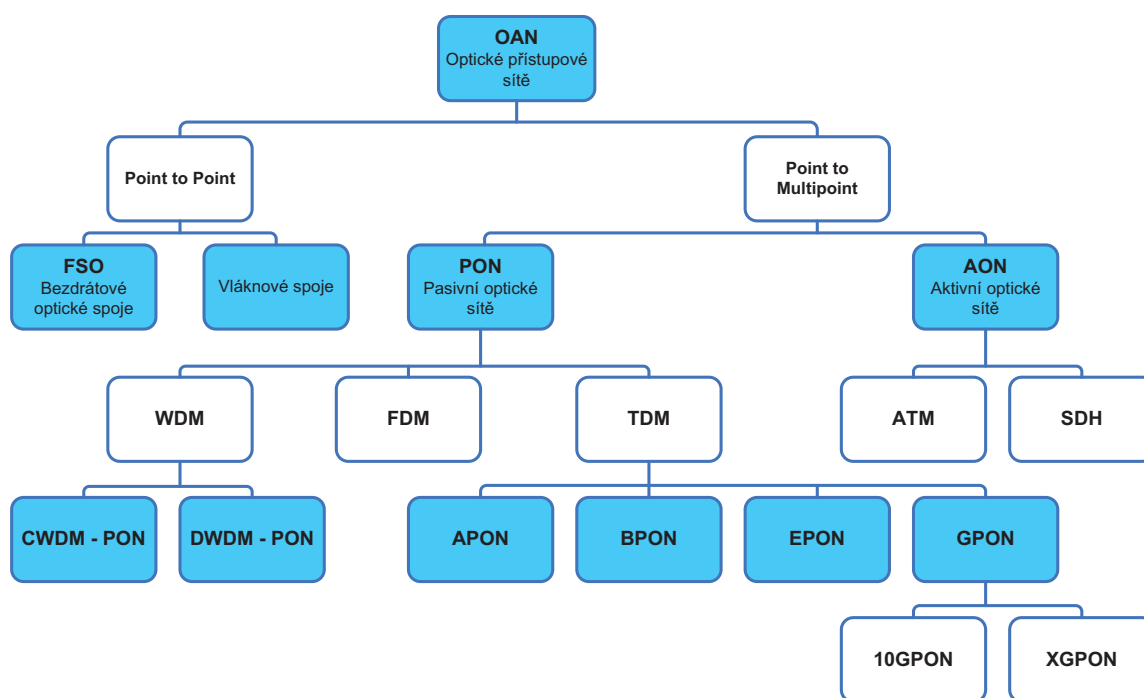 OAN
Optické přístupové
sítě
Point to Point
Point to
Multipoint
FSO
Bezdrátové
optické spoje
Vláknové spoje
PON
Pasivní optické
sítě
AON
Aktivní optické
sítě
WDM
FDM
TDM
ATM
SDH
CWDM - PON
DWDM - PON
APON
BPON
EPON
GPON
10GPON
XGPON